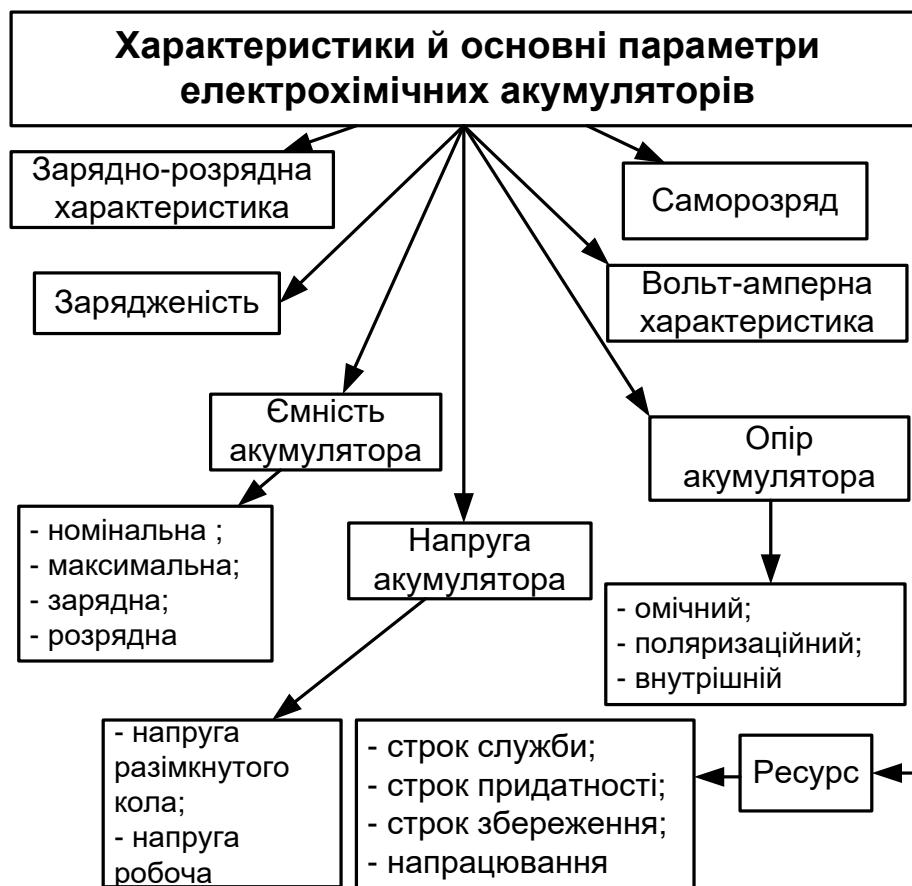 Характеристики й основні параметри
електрохімічних акумуляторів
Зарядно-розрядна
характеристика
Саморозряд
Зарядженість
Вольт-амперна
характеристика
Ємність
акумулятора
Опір
акумулятора
- номінальна ;
- максимальна;
- зарядна;
- розрядна
Напруга
акумулятора
- омічний;
- поляризаційний;
- внутрішній
- напруга
разімкнутого
кола;
- напруга
робоча
- строк служби;
- строк придатності;
- строк збереження;
- напрацювання
Ресурс